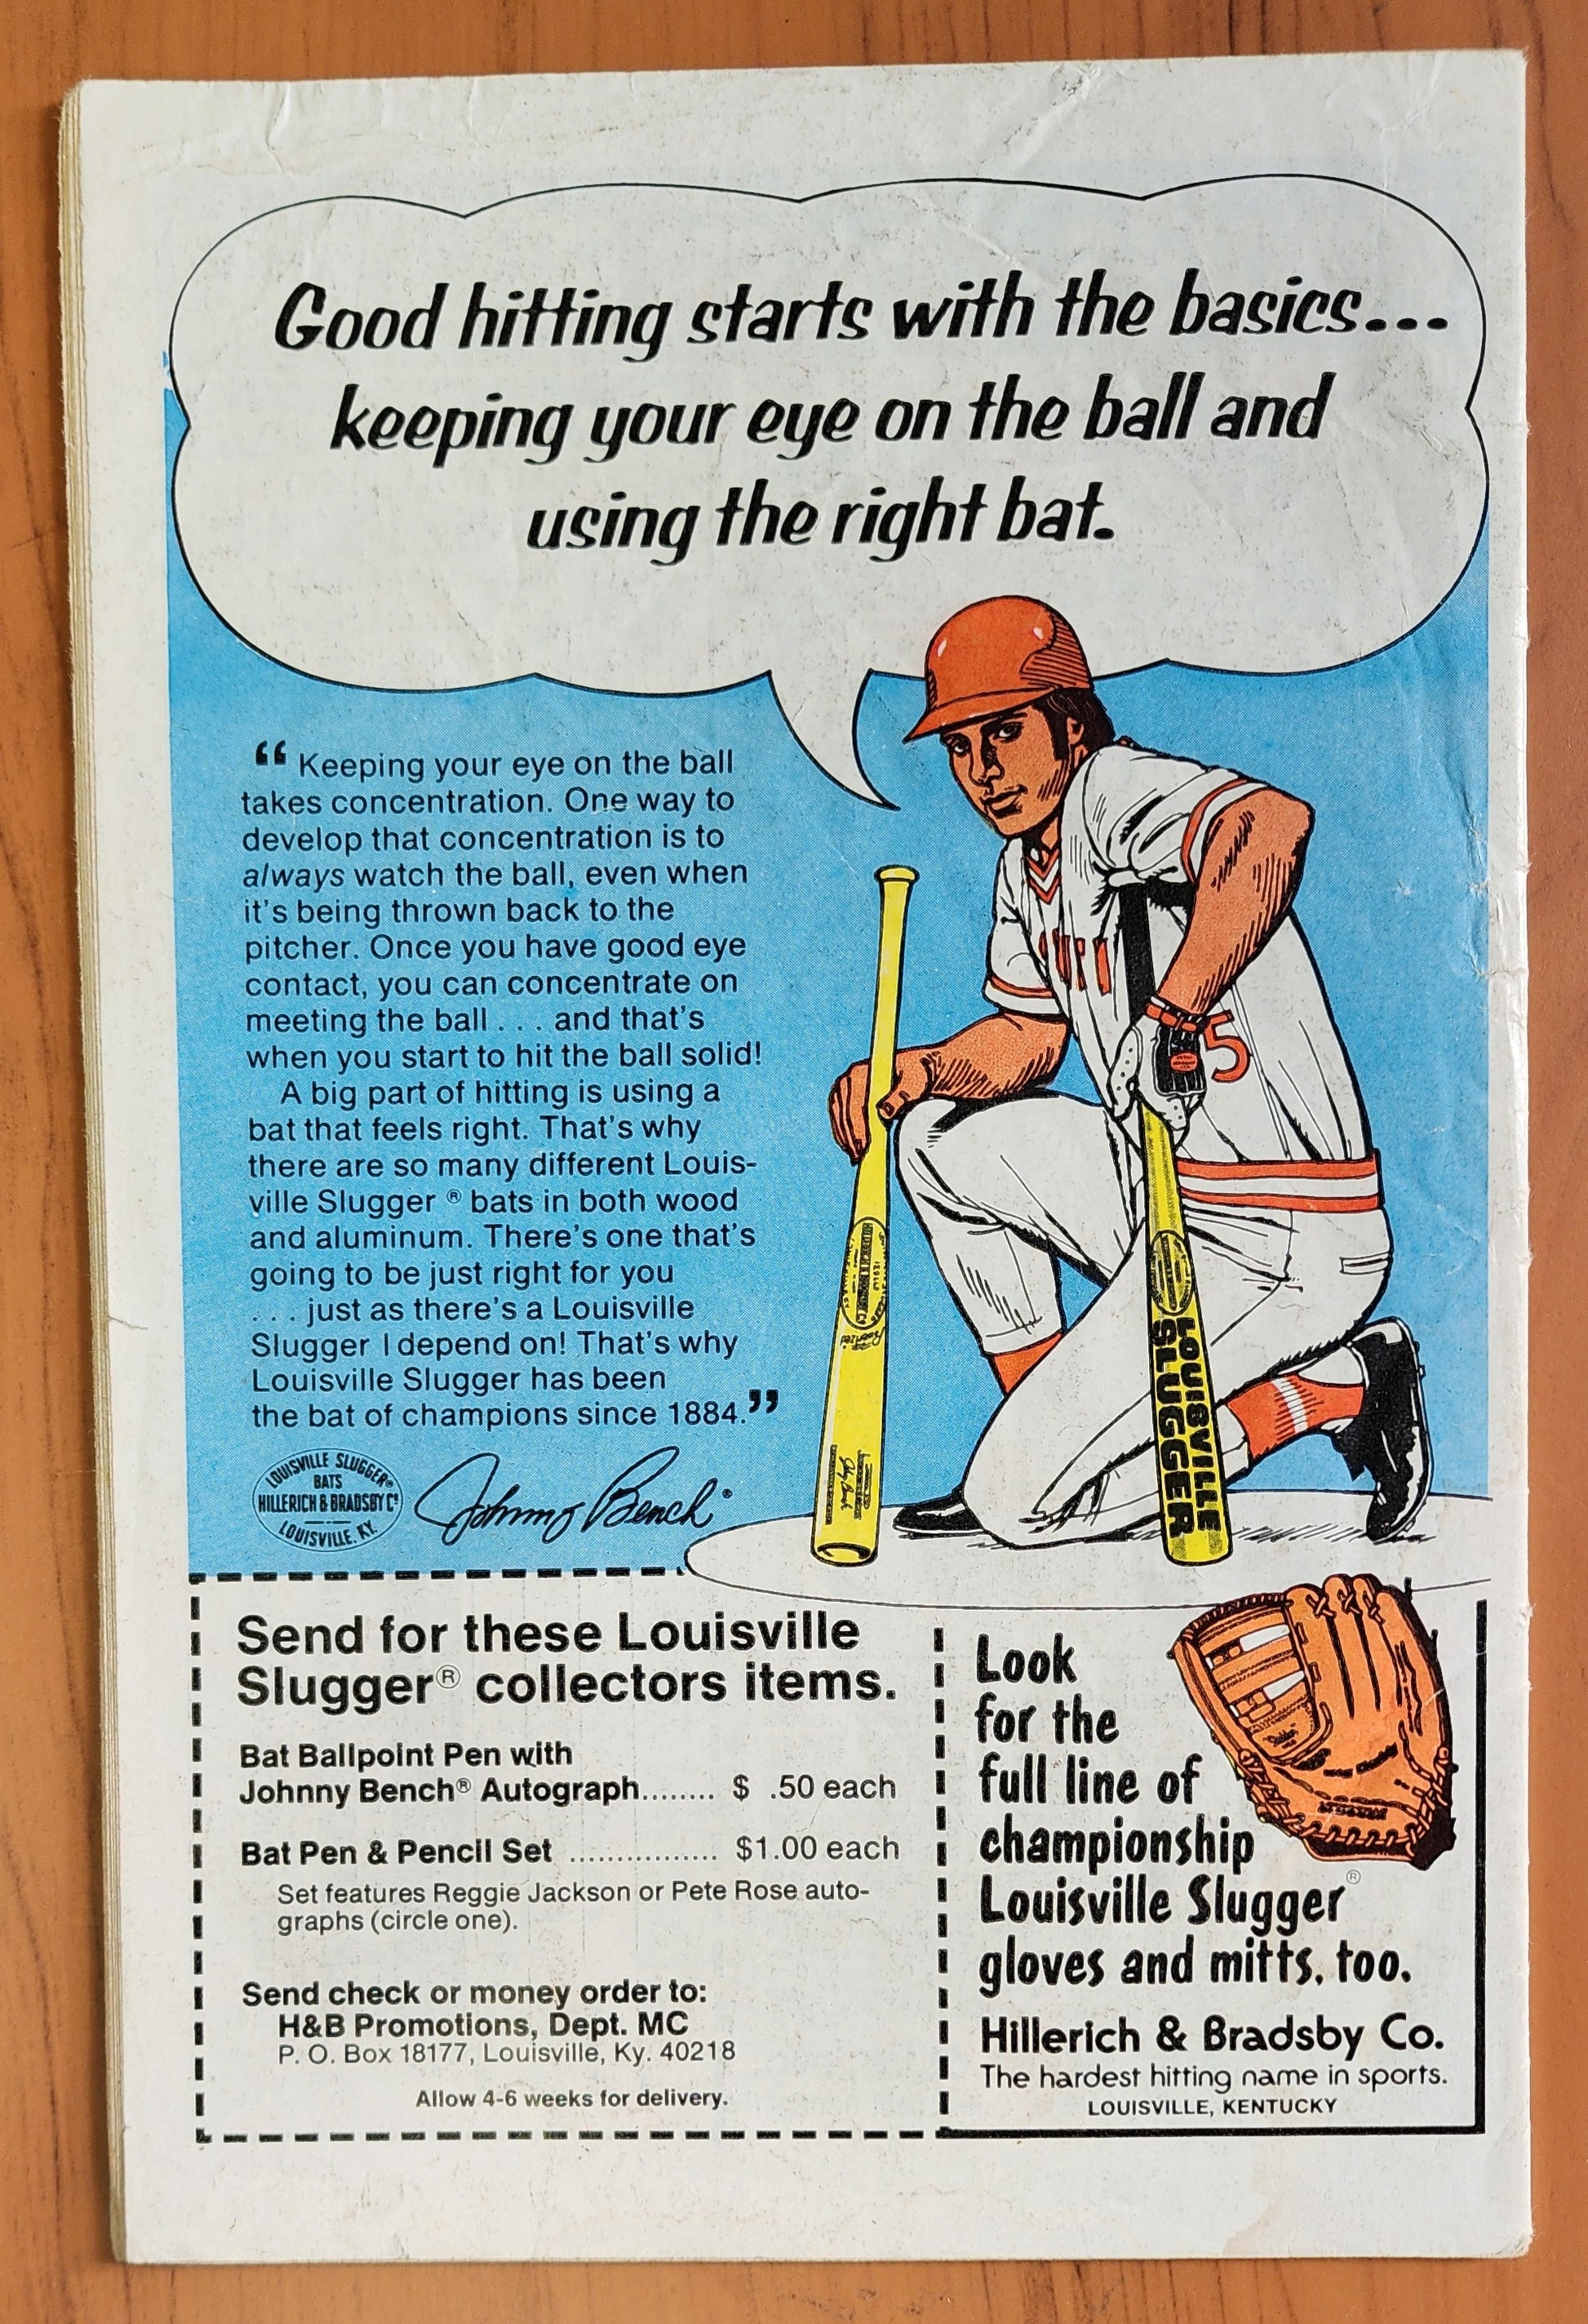 Good hitting starts with the basics...
keeping your eye on the ball and
using the right bat.
“ Keeping your eye on the ball
takes concentration. One way to
develop that concentration is to
always watch the ball, even when
it's being thrown back to the
pitcher. Once you have good eye
contact, you can concentrate on
meeting the ball . . . and that's
when you start to hit the ball solid!
A big part of hitting is using a
bat that feels right. That's why
there are so many different Louis-
ville Slugger ® bats in both wood
and aluminum. There's one that's
going to be just right for you
. . . just as there's a Louisville
Slugger I depend on! That's why
Louisville Slugger has been
the bat of champions since 1884.”
LOUISVILLE SLUGGER®
BATS
HILLERICH & BRADSBY Cº
LOUISVILLE, KY.
Johnny Bench®
5
LOUISVILLE
SLUGGER
Send for these Louisville
Slugger® collectors items.
Bat Ballpoint Pen with
Johnny Bench® Autograph........ $ .50 each
Bat Pen & Pencil Set ................ $1.00 each
Set features Reggie Jackson or Pete Rose auto-
graphs (circle one).
Send check or money order to:
H&B Promotions, Dept. MC
P. O. Box 18177, Louisville, Ky. 40218
Allow 4-6 weeks for delivery.
Look
for the
full line of
championship
Louisville Slugger®
gloves and mitts, too.
Hillerich & Bradsby Co.
The hardest hitting name in sports.
LOUISVILLE, KENTUCKY